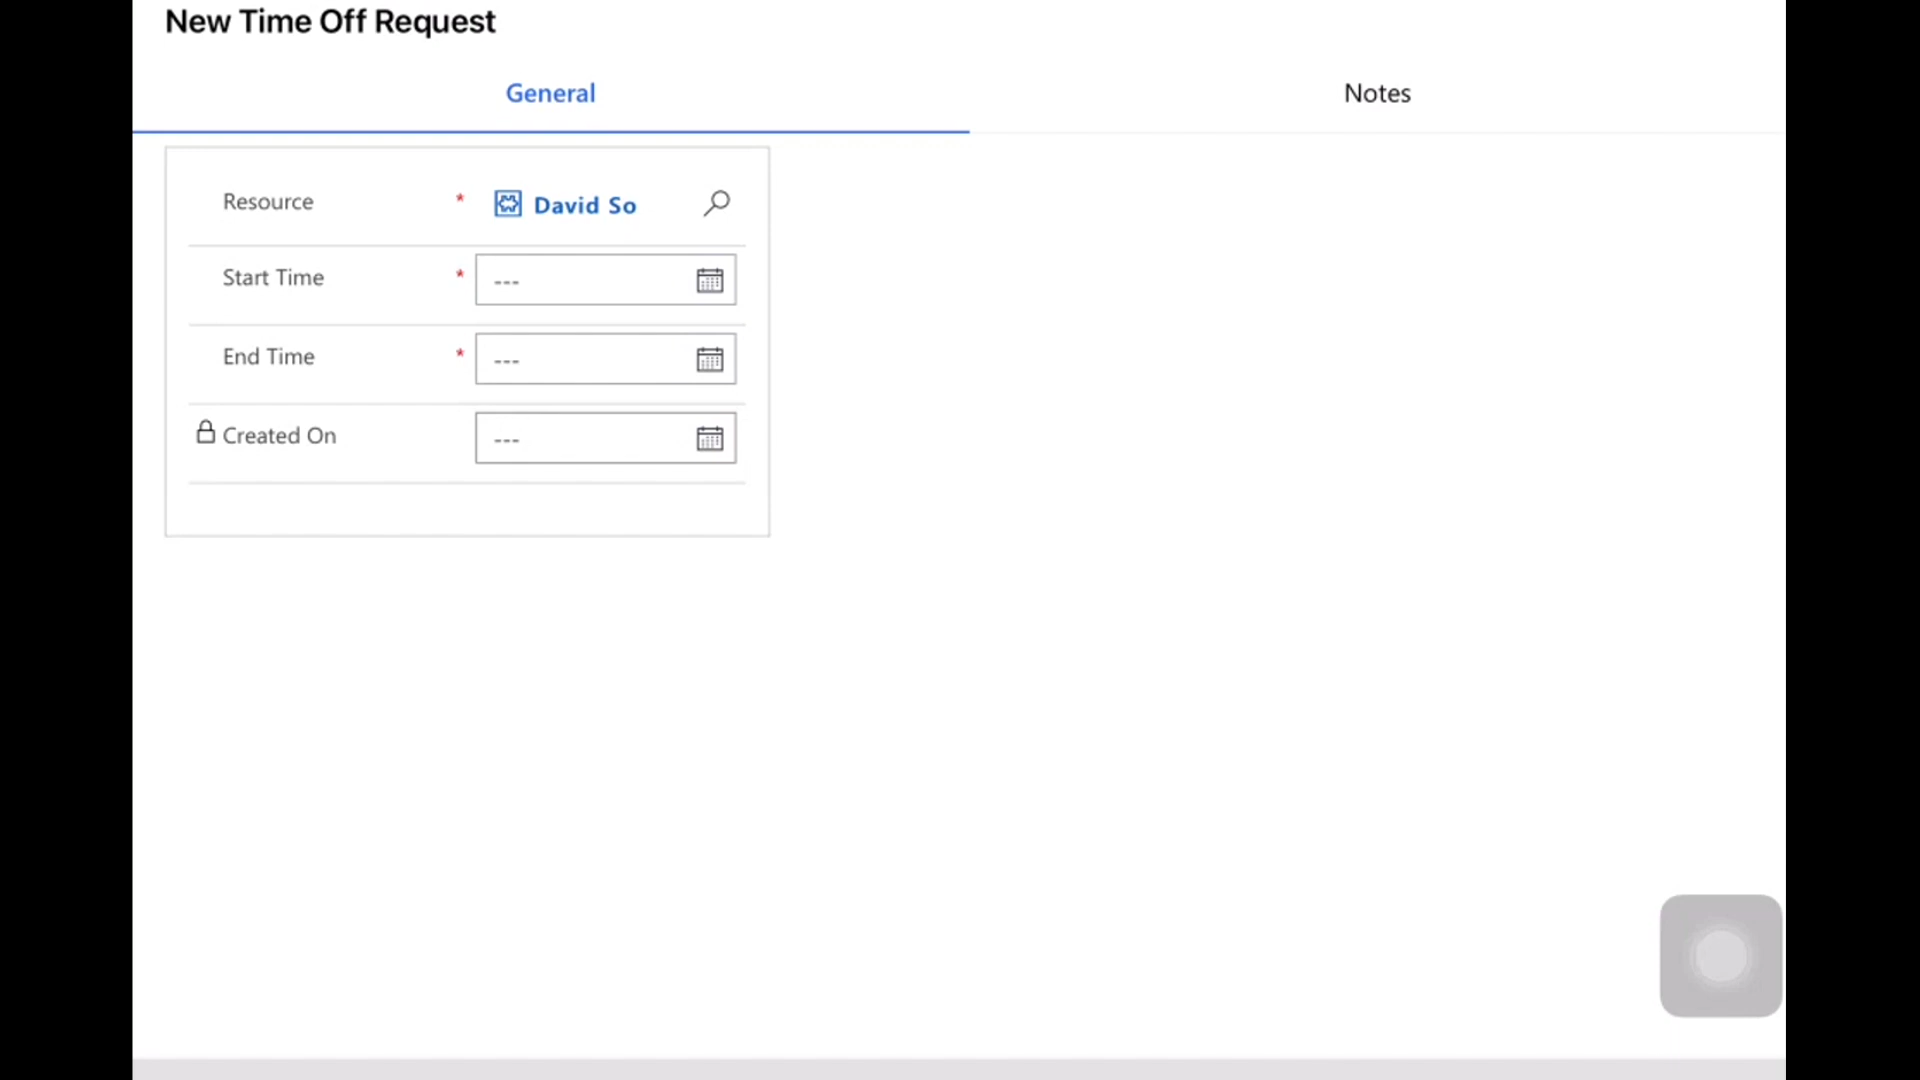 New Time Off Request
General
Notes
Resource * David So
Start Time * ---
End Time * ---
Created On ---